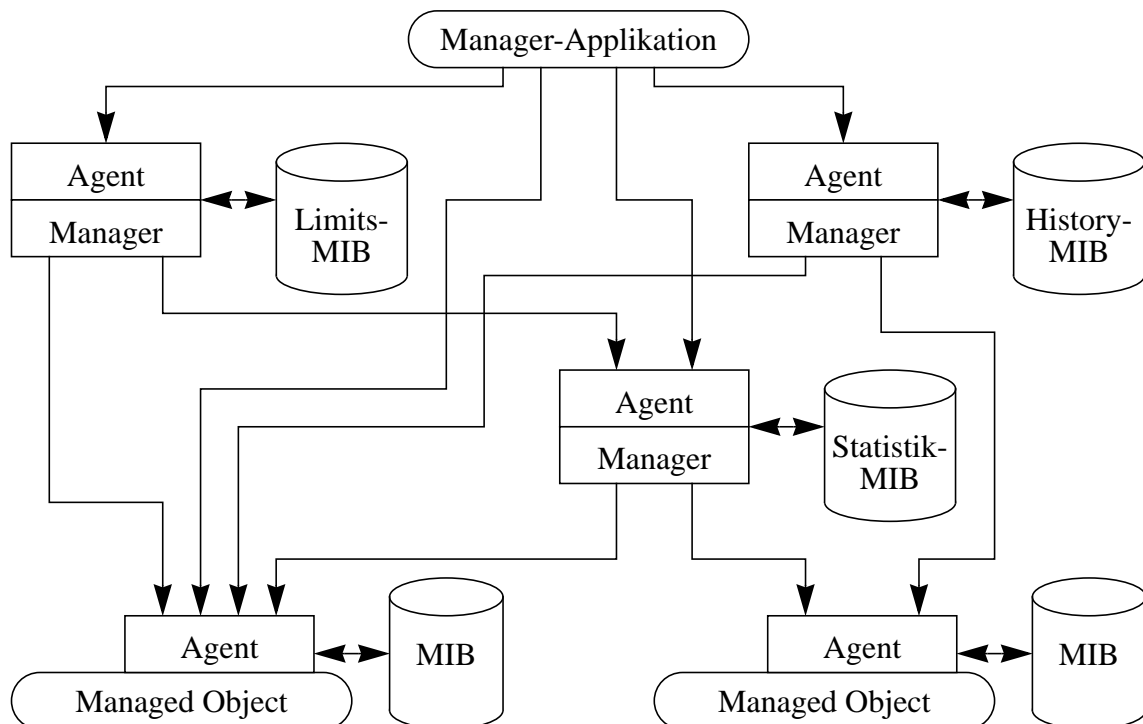 Manager-Applikation
Agent
Manager
Limits-
MIB
Agent
Manager
History-
MIB
Agent
Manager
Statistik-
MIB
Agent
Managed Object
MIB
Agent
Managed Object
MIB